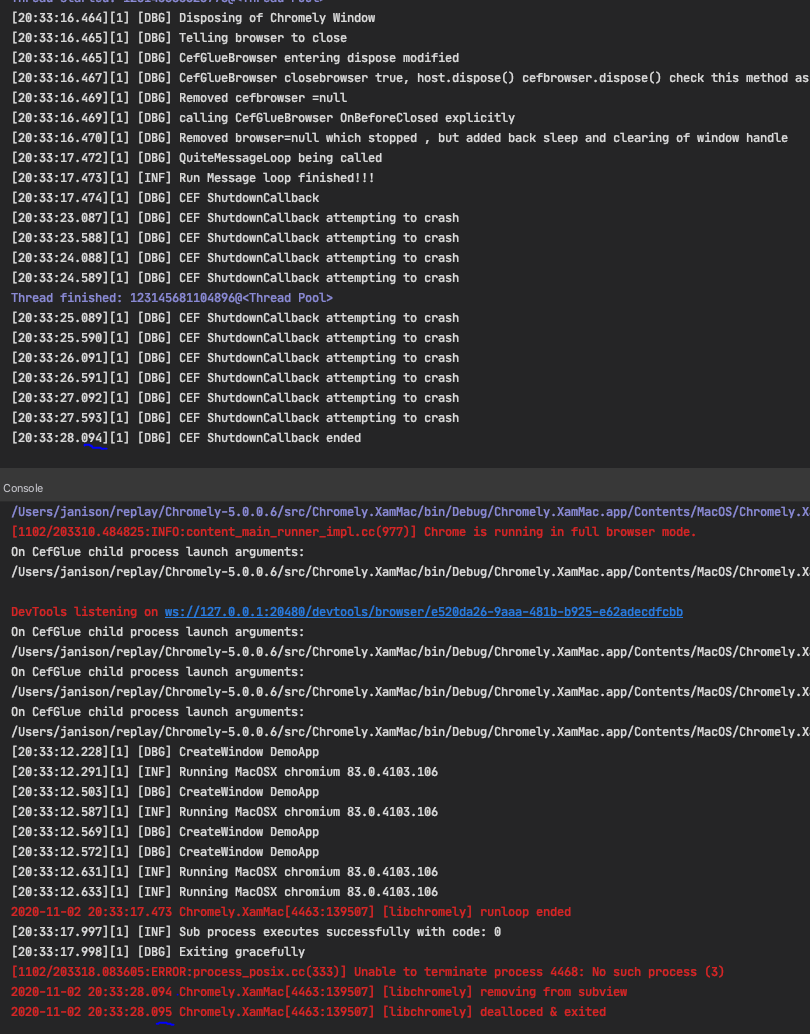 [20:33:16.464][1] [DBG] Disposing of Chromely Window
[20:33:16.465][1] [DBG] Telling browser to close
[20:33:16.465][1] [DBG] CefGlueBrowser entering dispose modified
[20:33:16.467][1] [DBG] CefGlueBrowser closebrowser true, host.dispose() cefbrowser.dispose() check this method as
[20:33:16.469][1] [DBG] Removed cefbrowser =null
[20:33:16.469][1] [DBG] calling CefGlueBrowser OnBeforeClosed explicitly
[20:33:16.470][1] [DBG] Removed browser=null which stopped , but added back sleep and clearing of window handle
[20:33:17.472][1] [DBG] QuiteMessageLoop being called
[20:33:17.473][1] [INF] Run Message loop finished!!!
[20:33:17.474][1] [DBG] CEF ShutdownCallback
[20:33:23.087][1] [DBG] CEF ShutdownCallback attempting to crash
[20:33:23.588][1] [DBG] CEF ShutdownCallback attempting to crash
[20:33:24.088][1] [DBG] CEF ShutdownCallback attempting to crash
[20:33:24.589][1] [DBG] CEF ShutdownCallback attempting to crash
Thread finished: 123145681104896@<Thread Pool>
[20:33:25.089][1] [DBG] CEF ShutdownCallback attempting to crash
[20:33:25.590][1] [DBG] CEF ShutdownCallback attempting to crash
[20:33:26.091][1] [DBG] CEF ShutdownCallback attempting to crash
[20:33:26.591][1] [DBG] CEF ShutdownCallback attempting to crash
[20:33:27.092][1] [DBG] CEF ShutdownCallback attempting to crash
[20:33:27.593][1] [DBG] CEF ShutdownCallback attempting to crash
[20:33:28.094][1] [DBG] CEF ShutdownCallback ended
Console
/Users/janison/replay/Chromely-5.0.0.6/src/Chromely.XamMac/bin/Debug/Chromely.XamMac.app/Contents/MacOS/Chromely.X
[1102/203310.484825:INFO:content_main_runner_impl.cc(977)] Chrome is running in full browser mode.
On CefGlue child process launch arguments:
/Users/janison/replay/Chromely-5.0.0.6/src/Chromely.XamMac/bin/Debug/Chromely.XamMac.app/Contents/MacOS/Chromely.X
DevTools listening on ws://127.0.0.1:20480/devtools/browser/e520da26-9aaa-481b-b925-e62adecdfcbb
On CefGlue child process launch arguments:
/Users/janison/replay/Chromely-5.0.0.6/src/Chromely.XamMac/bin/Debug/Chromely.XamMac.app/Contents/MacOS/Chromely.X
On CefGlue child process launch arguments:
/Users/janison/replay/Chromely-5.0.0.6/src/Chromely.XamMac/bin/Debug/Chromely.XamMac.app/Contents/MacOS/Chromely.X
On CefGlue child process launch arguments:
/Users/janison/replay/Chromely-5.0.0.6/src/Chromely.XamMac/bin/Debug/Chromely.XamMac.app/Contents/MacOS/Chromely.X
[20:33:12.228][1] [DBG] CreateWindow DemoApp
[20:33:12.291][1] [INF] Running MacOSX chromium 83.0.4103.106
[20:33:12.503][1] [DBG] CreateWindow DemoApp
[20:33:12.587][1] [INF] Running MacOSX chromium 83.0.4103.106
[20:33:12.569][1] [DBG] CreateWindow DemoApp
[20:33:12.572][1] [DBG] CreateWindow DemoApp
[20:33:12.631][1] [INF] Running MacOSX chromium 83.0.4103.106
[20:33:12.633][1] [INF] Running MacOSX chromium 83.0.4103.106
2020-11-02 20:33:17.473 Chromely.XamMac[4463:139507] [libchromely] runloop ended
[20:33:17.997][1] [INF] Sub process executes successfully with code: 0
[20:33:17.998][1] [DBG] Exiting gracefully
[1102/203318.083605:ERROR:process_posix.cc(333)] Unable to terminate process 4468: No such process (3)
2020-11-02 20:33:28.094 Chromely.XamMac[4463:139507] [libchromely] removing from subview
2020-11-02 20:33:28.095 Chromely.XamMac[4463:139507] [libchromely] dealloced & exited